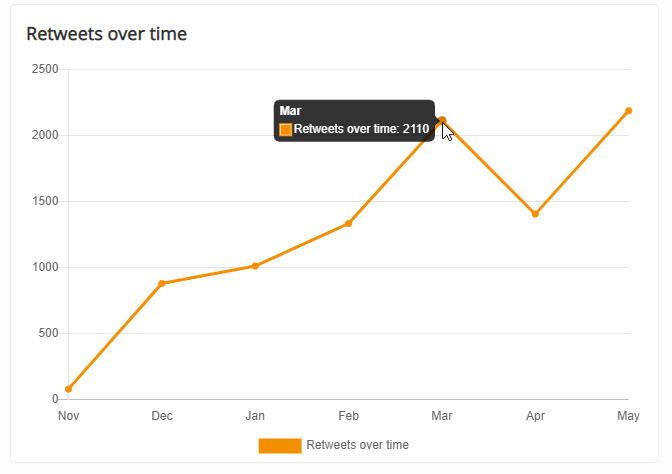 Retweets over time
2500
2000
1500
1000
500
0
Mar
Retweets over time: 2110
Nov Dec Jan Feb Mar Apr May
Retweets over time